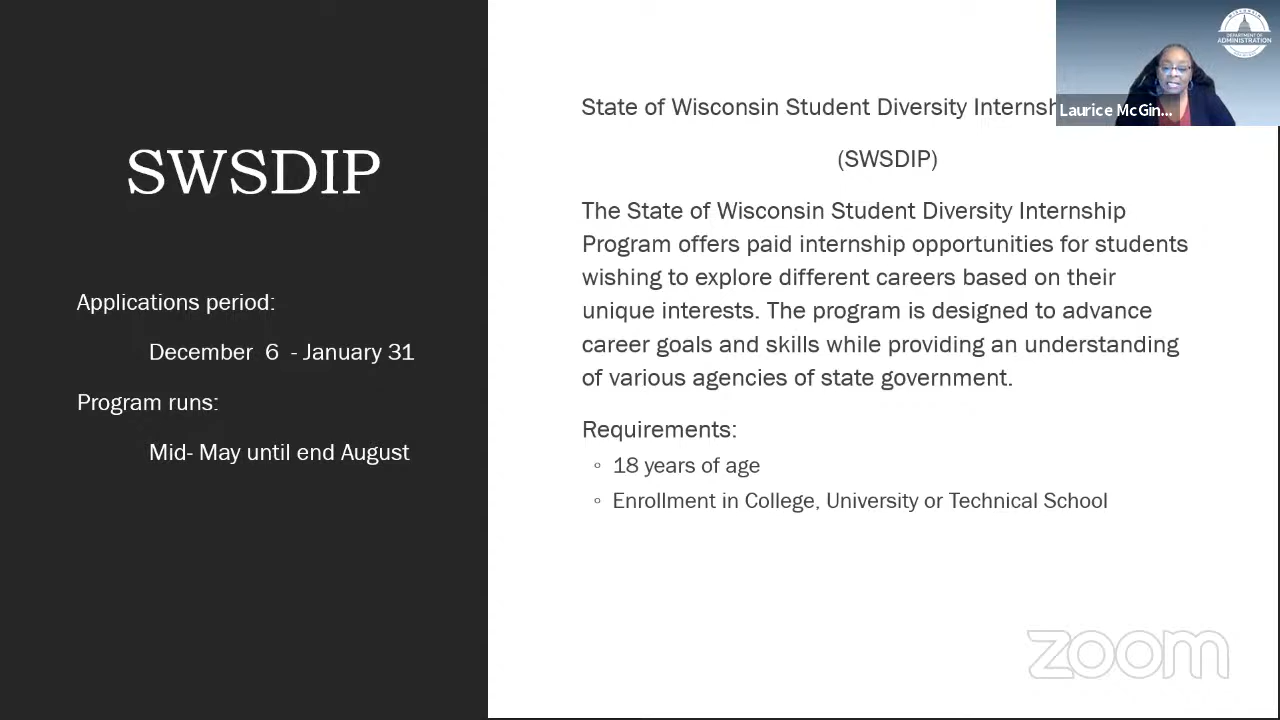 SWSDIP
Applications period:
December 6 - January 31
Program runs:
Mid- May until end August
State of Wisconsin Student Diversity Internsh
(SWSDIP)
The State of Wisconsin Student Diversity Internship
Program offers paid internship opportunities for students
wishing to explore different careers based on their
unique interests. The program is designed to advance
career goals and skills while providing an understanding
of various agencies of state government.
Requirements:
◦ 18 years of age
◦ Enrollment in College, University or Technical School
WISCONSIN
DEPARTMENT OF
ADMINISTRATION
Laurice McGin...
zoom